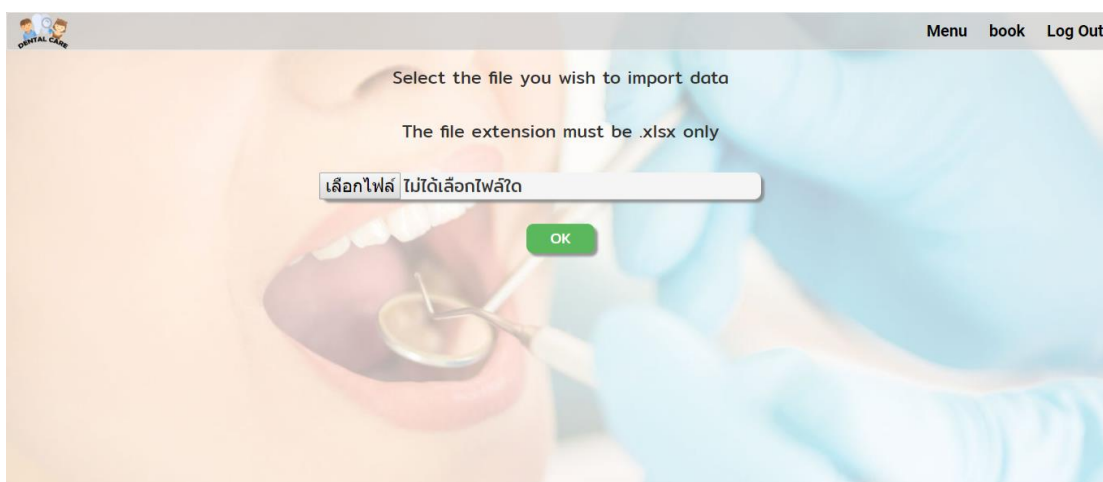 DENTAL CARE
Menu book Log Out
Select the file you wish to import data
The file extension must be .xlsx only
เลือกไฟล์ ไม่ได้เลือกไฟล์ใด
OK